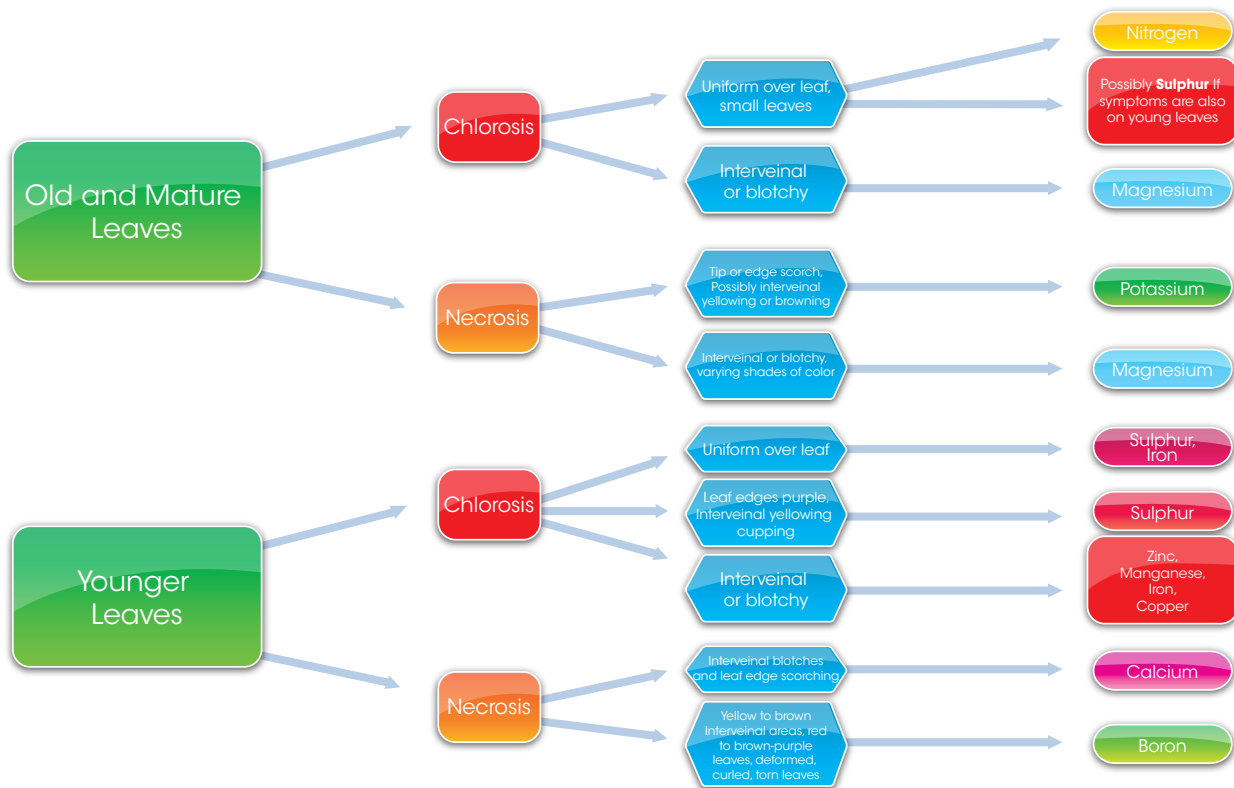 Old and Mature
Leaves
Chlorosis
Uniform over leaf,
small leaves
Nitrogen
Possibly Sulphur If
symptoms are also
on young leaves
Interveinal
or blotchy
Magnesium
Necrosis
Tip or edge scorch,
Possibly interveinal
yellowing or browning
Potassium
Interveinal or blotchy,
varying shades of color
Magnesium
Younger
Leaves
Chlorosis
Uniform over leaf
Sulphur,
Iron
Leaf edges purple,
Interveinal yellowing
cupping
Sulphur
Interveinal
or blotchy
Zinc,
Manganese,
Iron,
Copper
Necrosis
Interveinal blotches
and leaf edge scorching
Calcium
Yellow to brown
Interveinal areas, red
to brown-purple
leaves, deformed,
curled, torn leaves
Boron